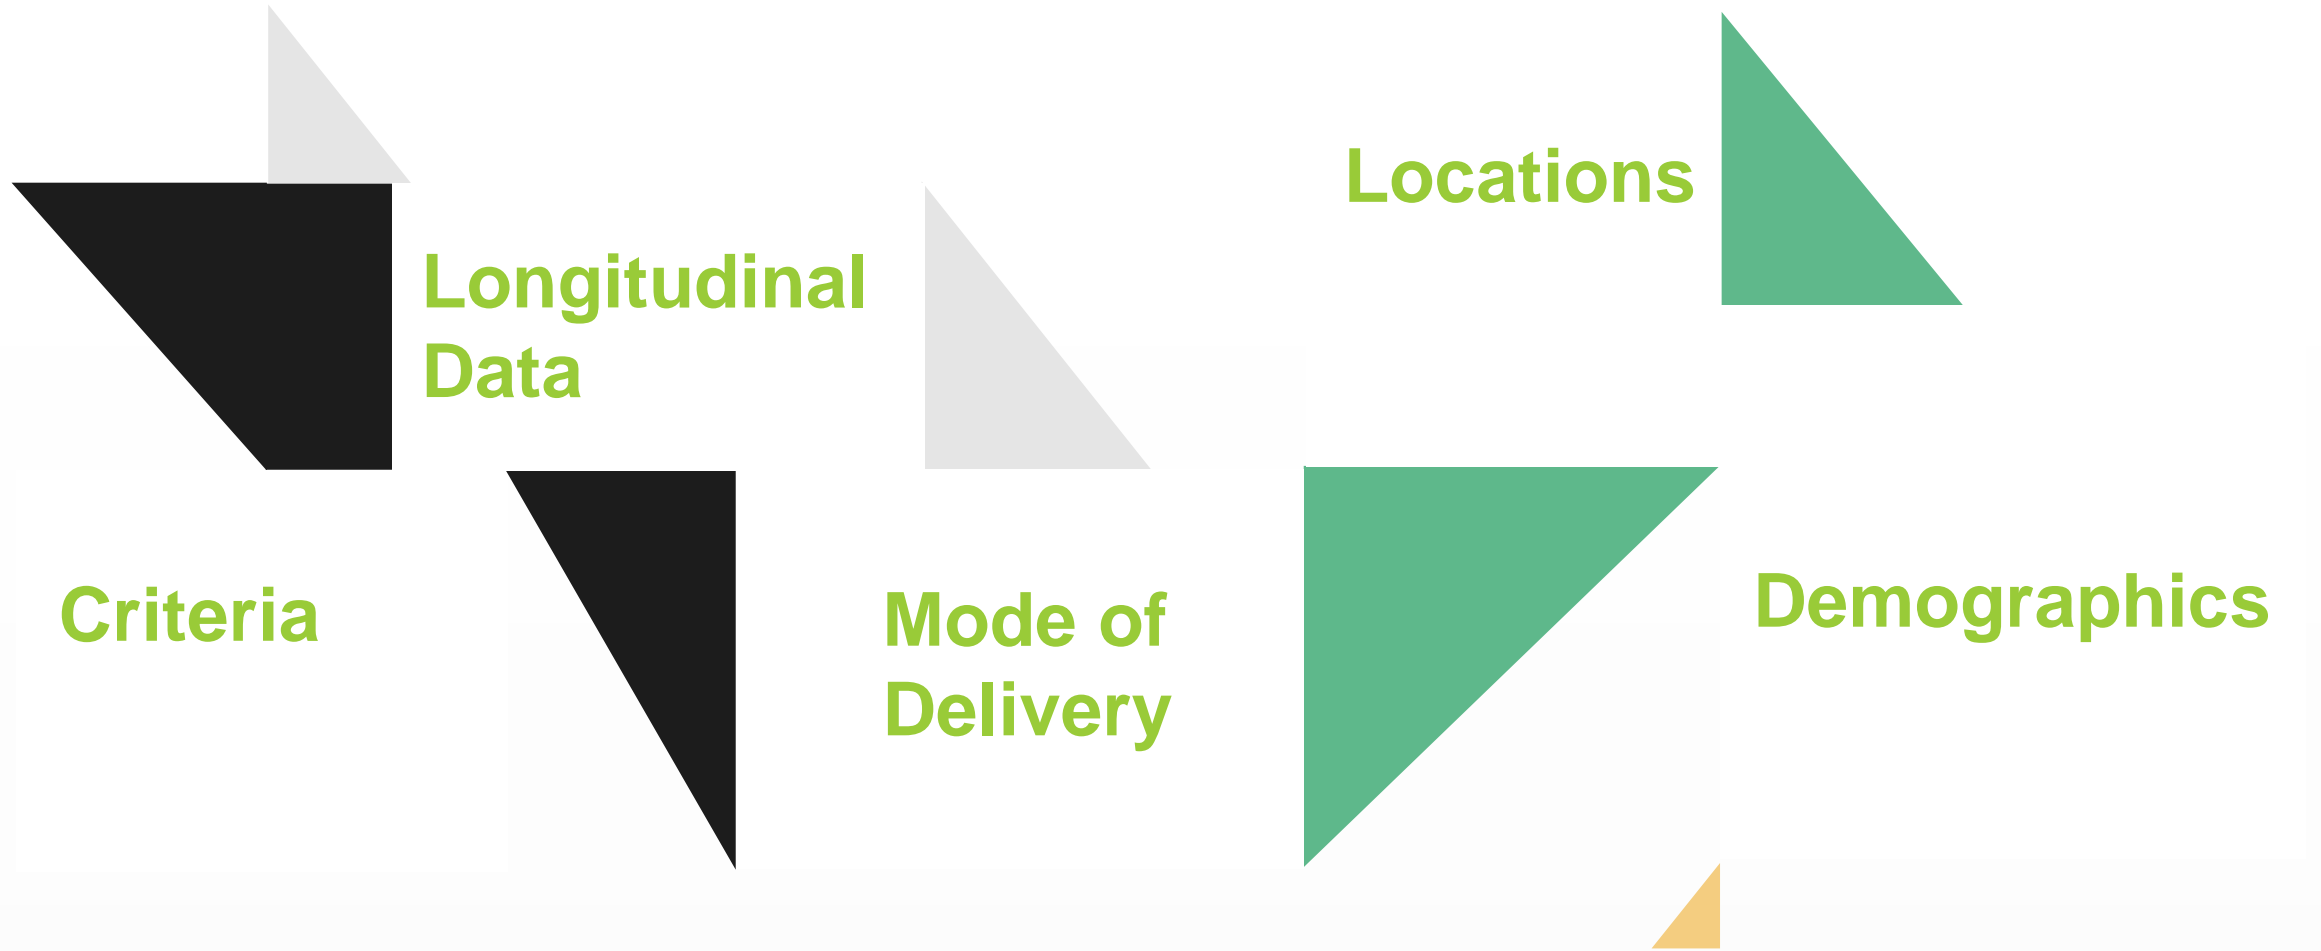 Locations
Longitudinal
Data
Criteria
Mode of
Delivery
Demographics